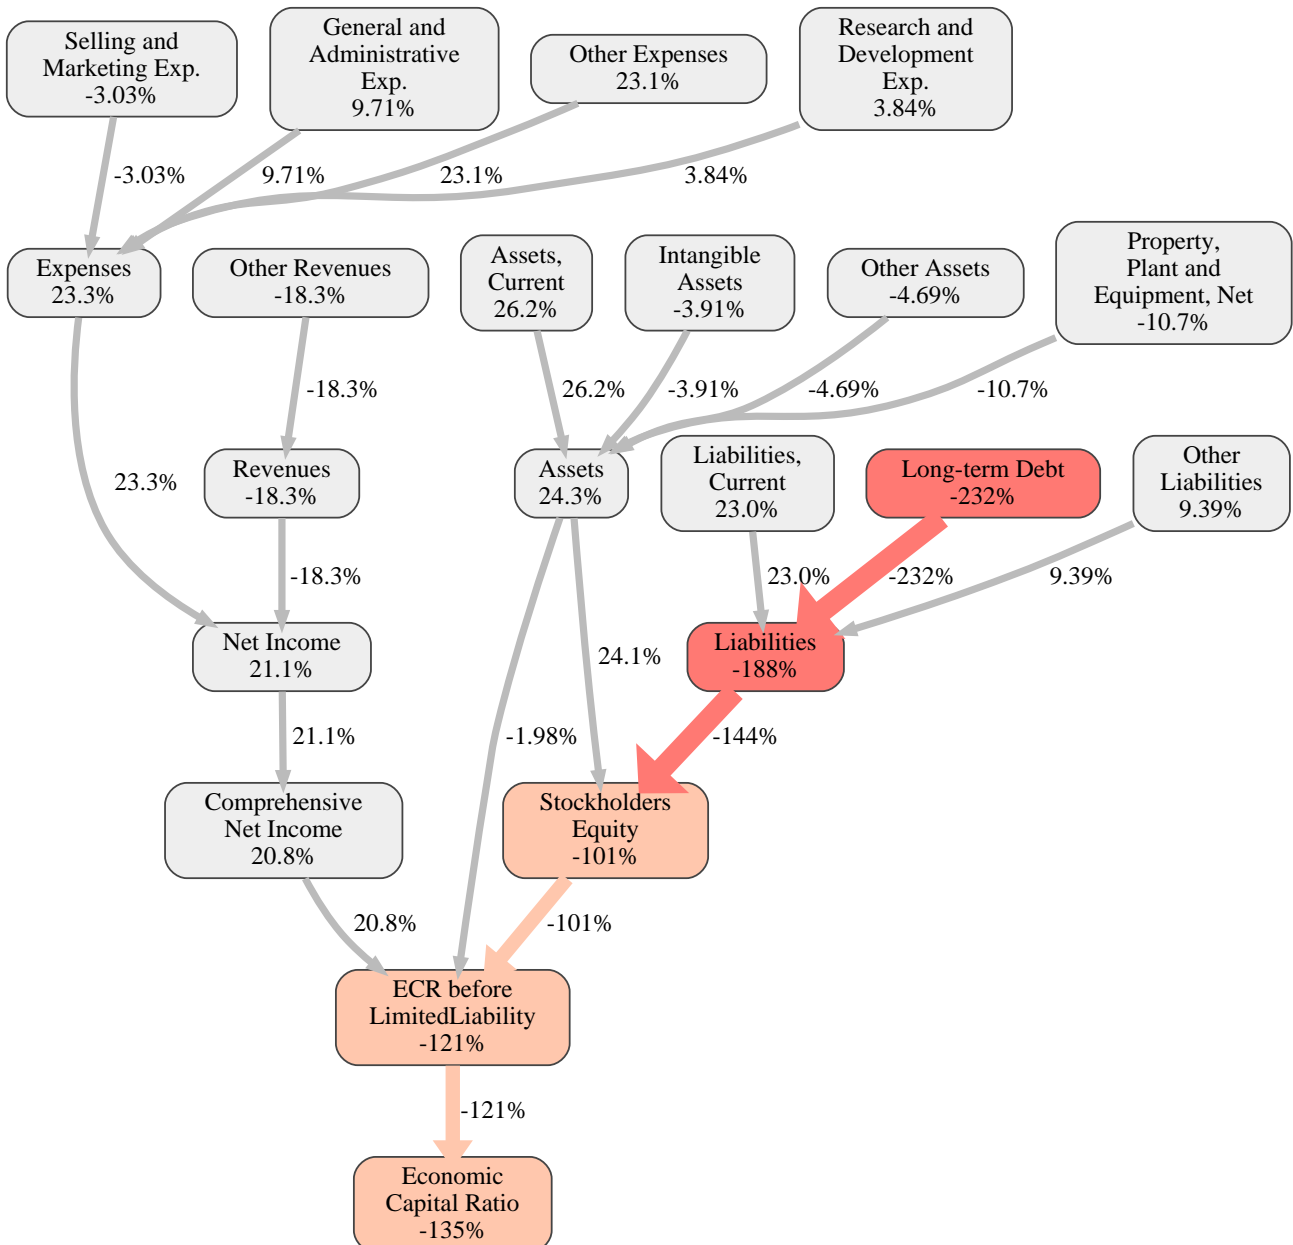 Selling and
Marketing Exp.
-3.03%
General and
Administrative
Exp.
9.71%
Other Expenses
23.1%
Research and
Development
Exp.
3.84%
-3.03%
9.71%
23.1%
3.84%
Expenses
23.3%
Other Revenues
-18.3%
Assets,
Current
26.2%
Intangible
Assets
-3.91%
Other Assets
-4.69%
Property,
Plant and
Equipment, Net
-10.7%
-18.3%
26.2%
-3.91%
-4.69%
-10.7%
23.3%
Revenues
-18.3%
Assets
24.3%
Liabilities,
Current
23.0%
Long-term Debt
-232%
Other
Liabilities
9.39%
-18.3%
23.0%
-232%
9.39%
Net Income
21.1%
24.1%
Liabilities
-188%
21.1%
-1.98%
-144%
Comprehensive
Net Income
20.8%
Stockholders
Equity
-101%
20.8%
-101%
ECR before
LimitedLiability
-121%
-121%
Economic
Capital Ratio
-135%